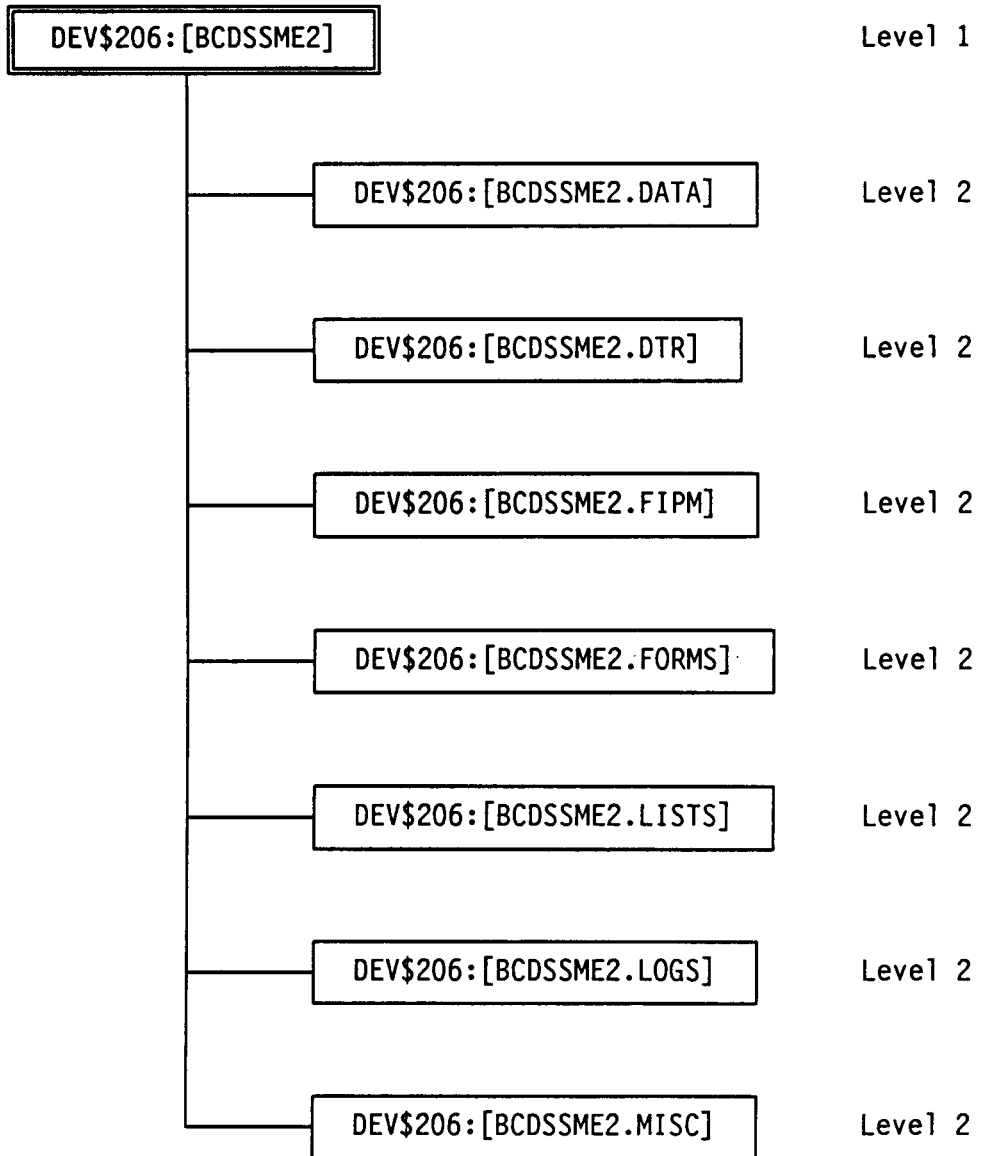 DEV$206:[BCDSSME2] Level 1
DEV$206:[BCDSSME2.DATA] Level 2
DEV$206:[BCDSSME2.DTR] Level 2
DEV$206:[BCDSSME2.FIPM] Level 2
DEV$206:[BCDSSME2.FORMS] Level 2
DEV$206:[BCDSSME2.LISTS] Level 2
DEV$206:[BCDSSME2.LOGS] Level 2
DEV$206:[BCDSSME2.MISC] Level 2